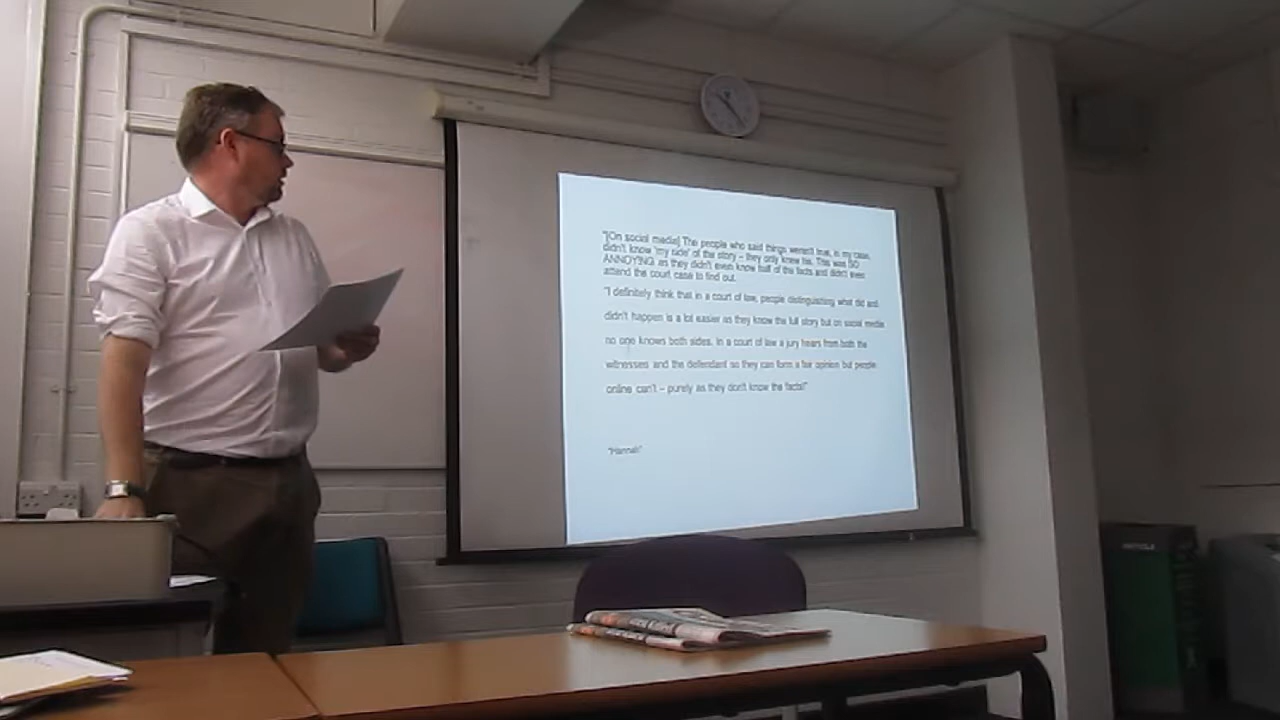 "[On social media] The people who said things weren't true, in my case,
didn't know 'my side' of the story – they only knew his. This was SO
ANNOYING as they didn't even know half of the facts and didn't even
attend the court case to find out.
"I definitely think that in a court of law, people distinguishing what did and
didn't happen is a lot easier as they know the full story but on social media
no one knows both sides. In a court of law a jury hears from both the
witnesses and the defendant so they can form a fair opinion but people
online can't – purely as they don't know the facts!"
"Hannah"